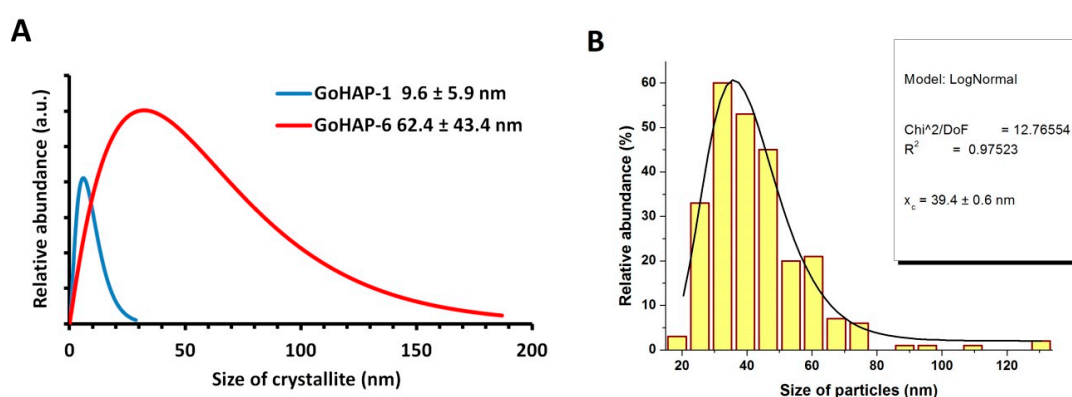 A
Relative abundance (a.u.)
GoHAP-1 9.6 ± 5.9 nm
GoHAP-6 62.4 ± 43.4 nm
0 50 100 150 200
Size of crystallite (nm)
B
Relative abundance (%)
60
50
40
30
20
10
0
20 40 60 80 100 120
Size of particles (nm)
Model: LogNormal
Chi^2/DoF = 12.76554
R² = 0.97523
x_c = 39.4 ± 0.6 nm